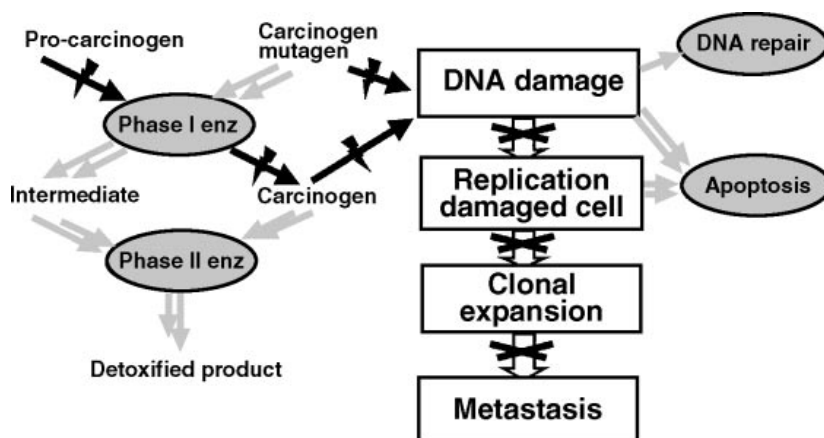 Pro-carcinogen
Carcinogen
mutagen
DNA damage
DNA repair
Phase I enz
Intermediate
Carcinogen
Replication
damaged cell
Apoptosis
Phase II enz
Clonal
expansion
Detoxified product
Metastasis